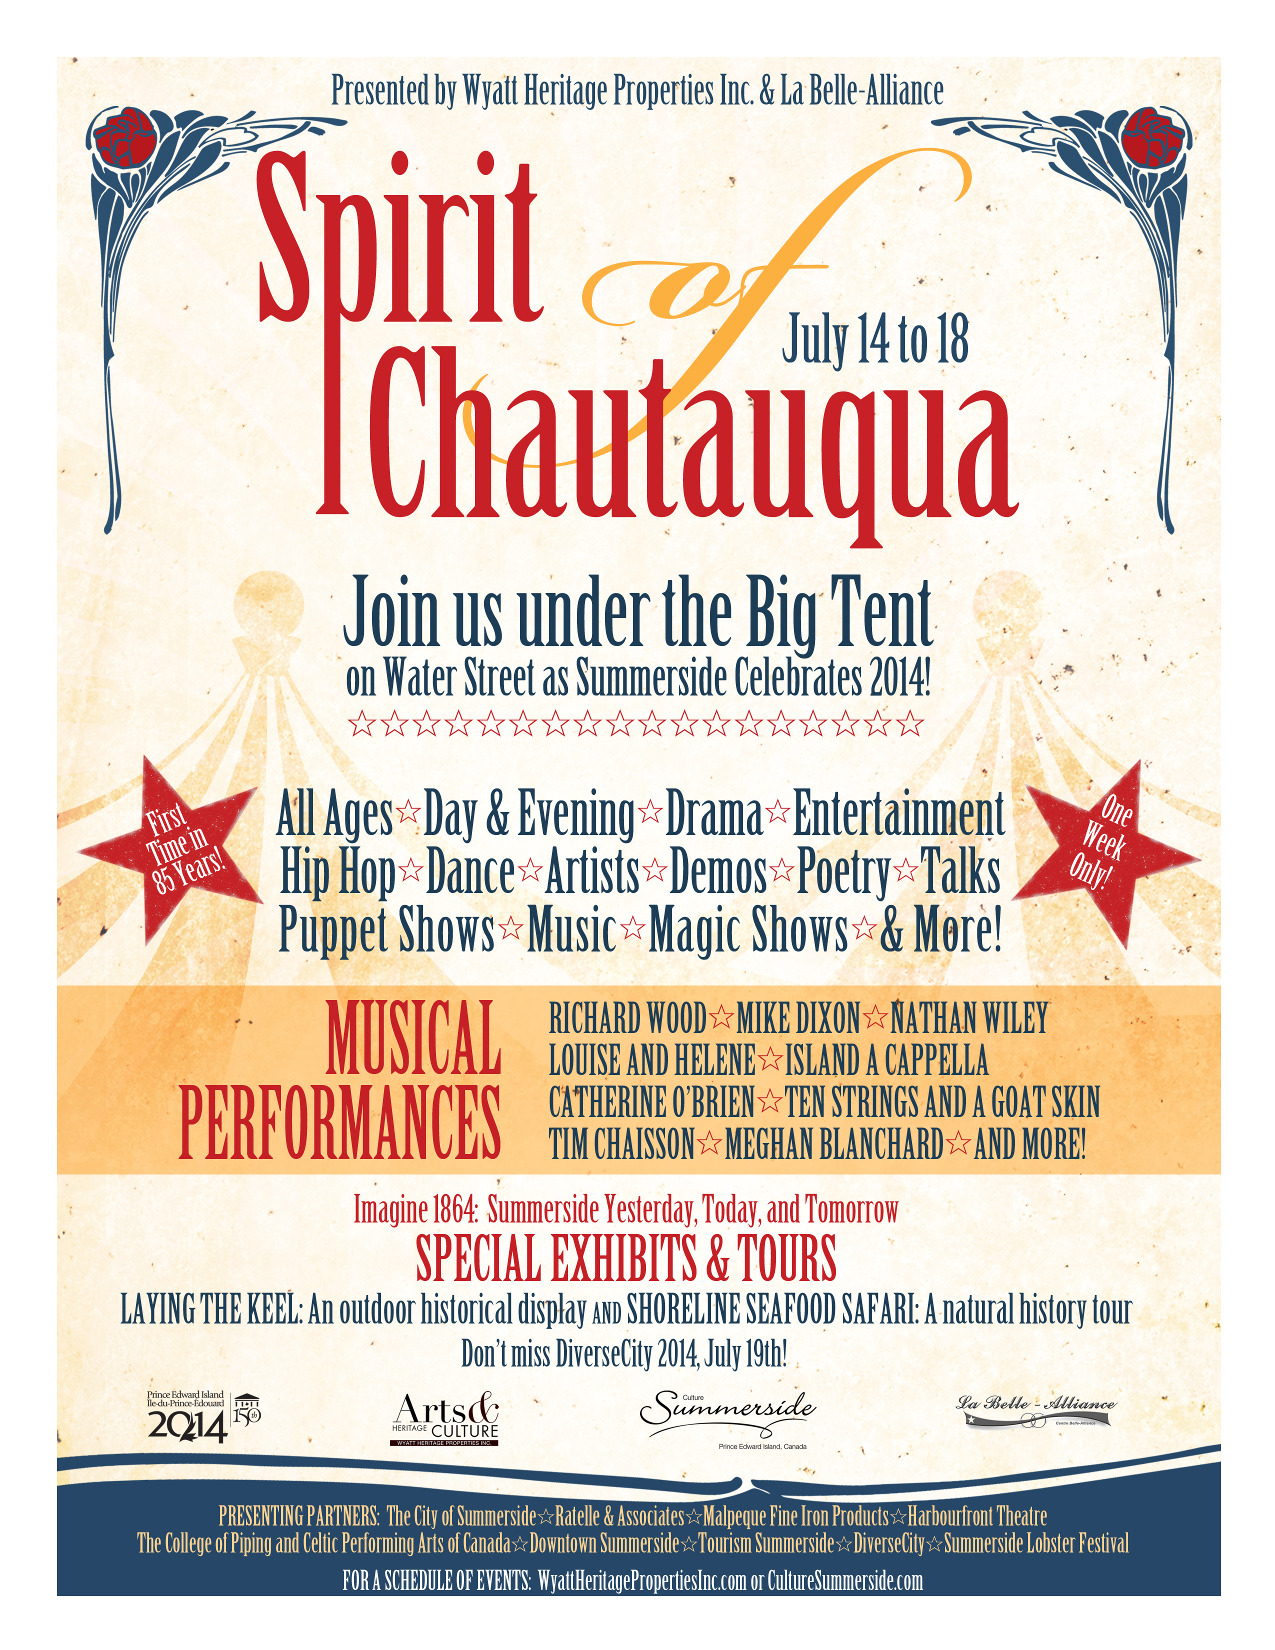 Presented by Wyatt Heritage Properties Inc. & La Belle-Alliance
Spirit of
July 14 to 18
Chautauqua
Join us under the Big Tent
on Water Street as Summerside Celebrates 2014!
☆☆☆☆☆☆☆☆☆☆☆☆☆☆☆☆☆☆
First
Time in
85 Years!
All Ages☆Day & Evening☆Drama☆Entertainment
Hip Hop☆Dance☆Artists☆Demos☆Poetry☆Talks
Puppet Shows☆Music☆Magic Shows☆& More!
One
Week
Only!
MUSICAL
PERFORMANCES
RICHARD WOOD☆MIKE DIXON☆NATHAN WILEY
LOUISE AND HELENE☆ISLAND A CAPPELLA
CATHERINE O'BRIEN☆TEN STRINGS AND A GOAT SKIN
TIM CHAISSON☆MEGHAN BLANCHARD☆AND MORE!
Imagine 1864: Summerside Yesterday, Today, and Tomorrow
SPECIAL EXHIBITS & TOURS
LAYING THE KEEL: An outdoor historical display AND SHORELINE SEAFOOD SAFARI: A natural history tour
Don't miss DiverseCity 2014, July 19th!
Prince Edward Island
Île-du-Prince-Édouard
2014
150th
Arts&
HERITAGE CULTURE
WYATT HERITAGE PROPERTIES INC.
Culture
Summerside
Prince Edward Island, Canada
La Belle - Alliance
Centre Belle-Alliance
PRESENTING PARTNERS: The City of Summerside☆Ratelle & Associates☆Malpeque Fine Iron Products☆Harbourfront Theatre
The College of Piping and Celtic Performing Arts of Canada☆Downtown Summerside☆Tourism Summerside☆DiverseCity☆Summerside Lobster Festival
FOR A SCHEDULE OF EVENTS: WyattHeritagePropertiesInc.com or CultureSummerside.com